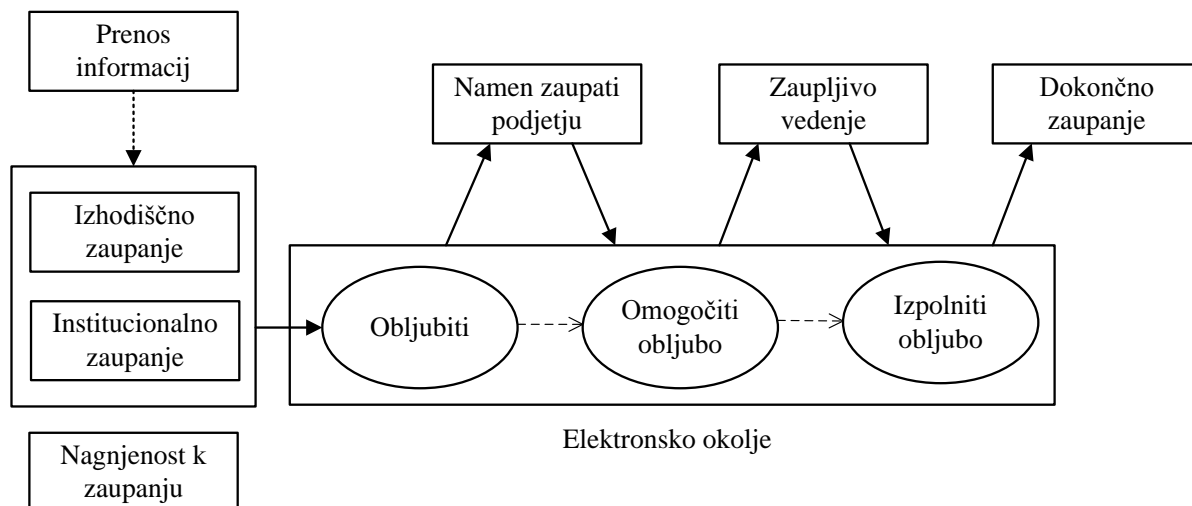 Prenos
informacij
Namen zaupati
podjetju
Zaupljivo
vedenje
Dokončno
zaupanje
Izhodiščno
zaupanje
Institucionalno
zaupanje
Obljubiti
Omogočiti
obljubo
Izpolniti
obljubo
Elektronsko okolje
Nagnjenost k
zaupanju